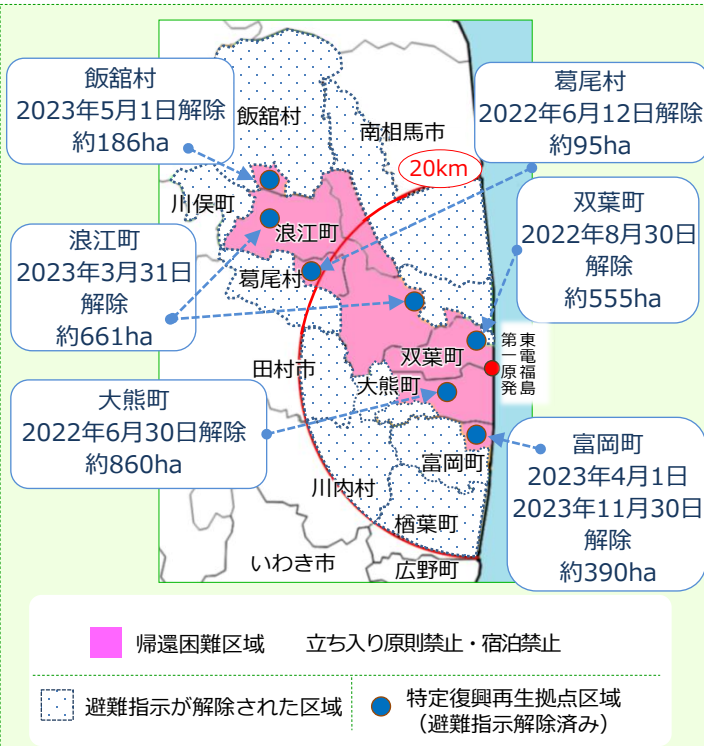 飯舘村
2023年5月1日解除
約186ha
葛尾村
2022年6月12日解除
約95ha
飯舘村
南相馬市
20km
川俣町
浪江町
双葉町
2022年8月30日
解除
約555ha
浪江町
2023年3月31日
解除
約661ha
葛尾村
田村市
双葉町
大熊町
東電福島
第一原発
大熊町
2022年6月30日解除
約860ha
富岡町
川内村
楢葉町
いわき市
広野町
富岡町
2023年4月1日
2023年11月30日
解除
約390ha
帰還困難区域 立ち入り原則禁止・宿泊禁止
避難指示が解除された区域
特定復興再生拠点区域
（避難指示解除済み）